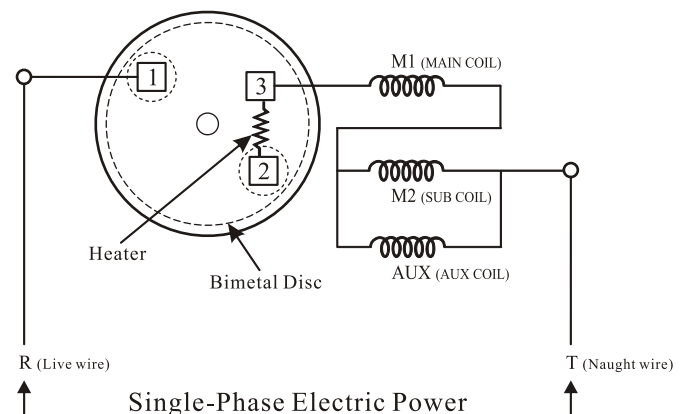 M1 (MAIN COIL)
1
3
2
M2 (SUB COIL)
Heater
AUX (AUX COIL)
Bimetal Disc
R (Live wire)
T (Naught wire)
Single-Phase Electric Power